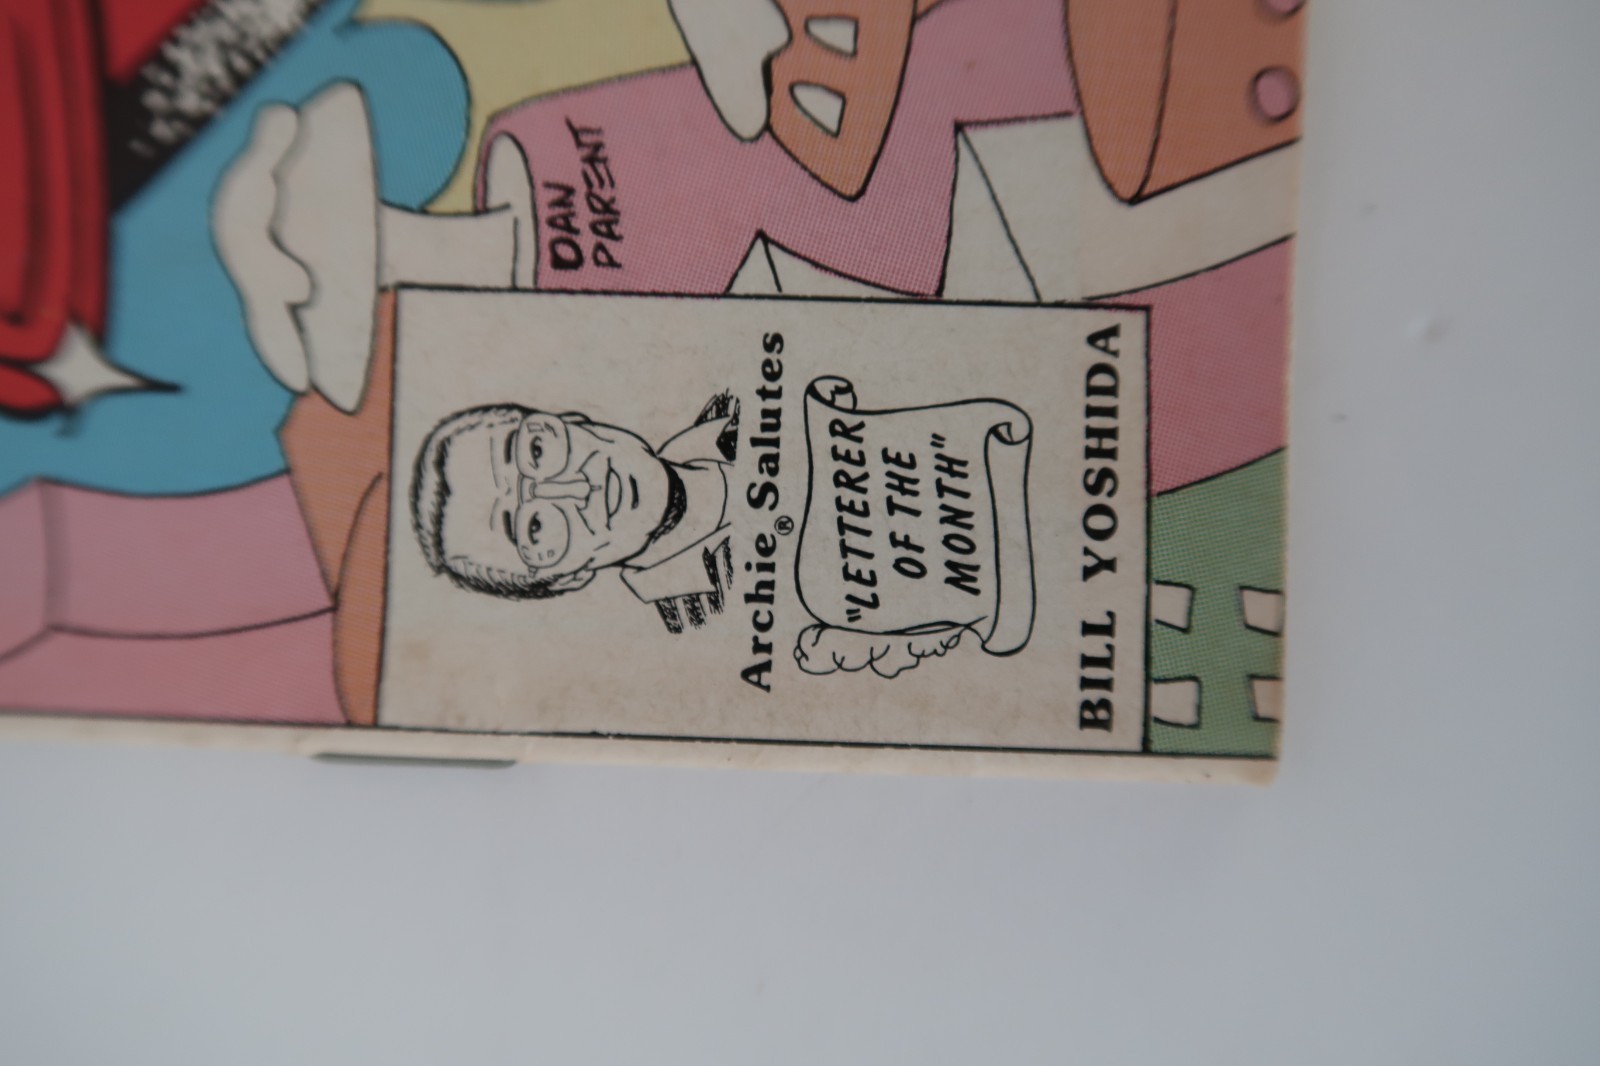 DAN
PARENT
Archie® Salutes
"LETTERER
OF THE
MONTH"
BILL YOSHIDA